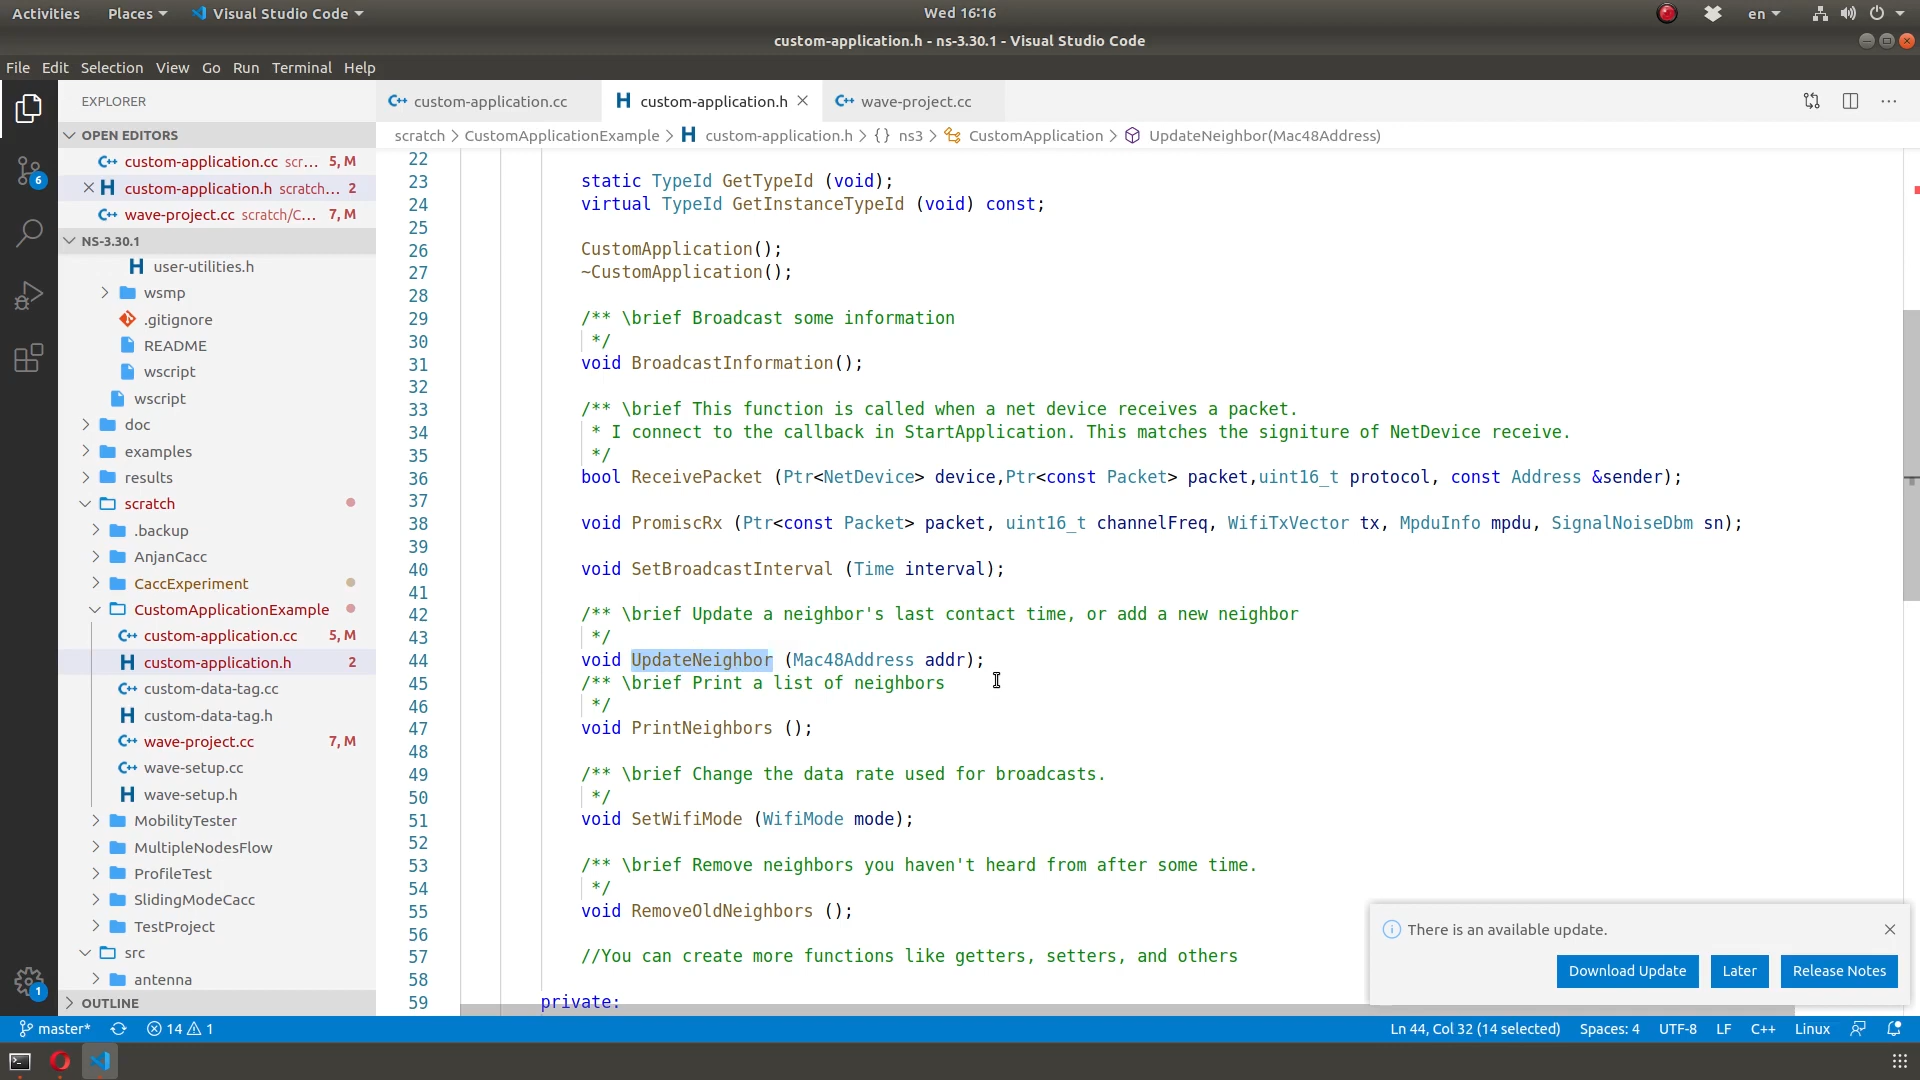 Activities Places Visual Studio Code Wed 16:16 en
custom-application.h - ns-3.30.1 - Visual Studio Code
File Edit Selection View Go Run Terminal Help
EXPLORER
OPEN EDITORS
custom-application.cc scr... 5, M
custom-application.h scratch... 2
wave-project.cc scratch/C... 7, M
NS-3.30.1
user-utilities.h
wsmp
.gitignore
README
wscript
wscript
doc
examples
results
scratch
.backup
AnjanCacc
CaccExperiment
CustomApplicationExample
custom-application.cc 5, M
custom-application.h 2
custom-data-tag.cc
custom-data-tag.h
wave-project.cc 7, M
wave-setup.cc
wave-setup.h
MobilityTester
MultipleNodesFlow
ProfileTest
SlidingModeCacc
TestProject
src
antenna
OUTLINE
6
1
custom-application.cc custom-application.h wave-project.cc
scratch > CustomApplicationExample > custom-application.h > {} ns3 > CustomApplication > UpdateNeighbor(Mac48Address)
22
23 static TypeId GetTypeId (void);
24 virtual TypeId GetInstanceTypeId (void) const;
25
26 CustomApplication();
27 ~CustomApplication();
28
29 /** \brief Broadcast some information
30 */
31 void BroadcastInformation();
32
33 /** \brief This function is called when a net device receives a packet.
34 * I connect to the callback in StartApplication. This matches the signiture of NetDevice receive.
35 */
36 bool ReceivePacket (Ptr<NetDevice> device,Ptr<const Packet> packet,uint16_t protocol, const Address &sender);
37
38 void PromiscRx (Ptr<const Packet> packet, uint16_t channelFreq, WifiTxVector tx, MpduInfo mpdu, SignalNoiseDbm sn);
39
40 void SetBroadcastInterval (Time interval);
41
42 /** \brief Update a neighbor's last contact time, or add a new neighbor
43 */
44 void UpdateNeighbor (Mac48Address addr);
45 /** \brief Print a list of neighbors
46 */
47 void PrintNeighbors ();
48
49 /** \brief Change the data rate used for broadcasts.
50 */
51 void SetWifiMode (WifiMode mode);
52
53 /** \brief Remove neighbors you haven't heard from after some time.
54 */
55 void RemoveOldNeighbors ();
56
57 //You can create more functions like getters, setters, and others
58
59 private:
There is an available update.
Download Update Later Release Notes
master* 14 1 Ln 44, Col 32 (14 selected) Spaces: 4 UTF-8 LF C++ Linux